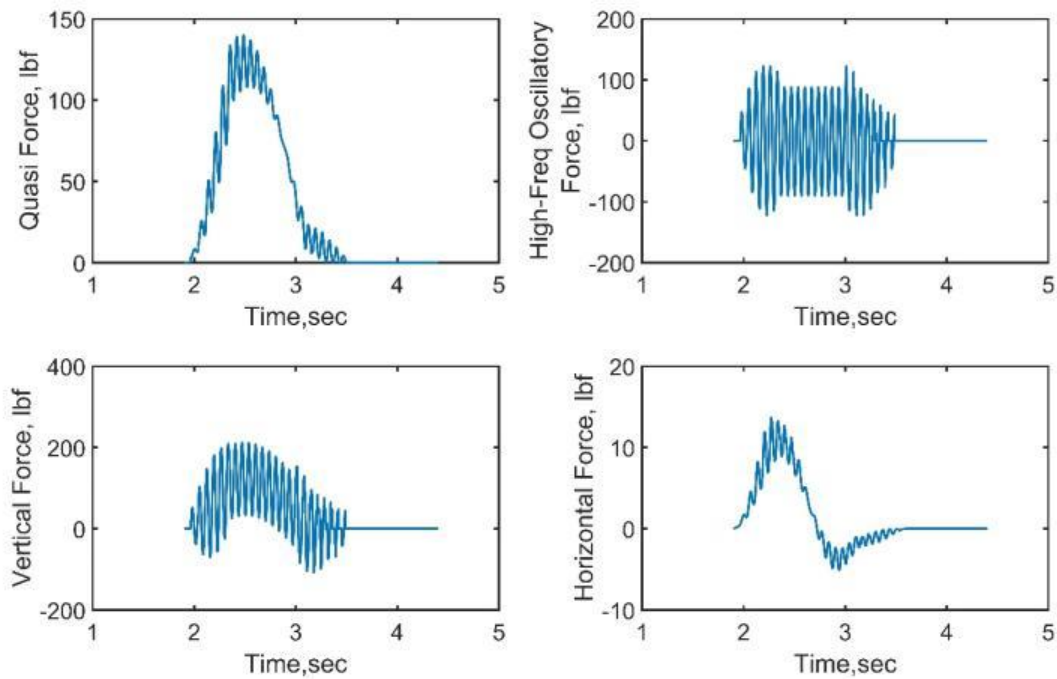 Quasi Force, lbf
150
100
50
0
1 2 3 4 5
Time,sec
High-Freq Oscillatory
Force, lbf
200
100
0
-100
-200
1 2 3 4 5
Time,sec
Vertical Force, lbf
400
200
0
-200
1 2 3 4 5
Time,sec
Horizontal Force, lbf
20
10
0
-10
1 2 3 4 5
Time,sec